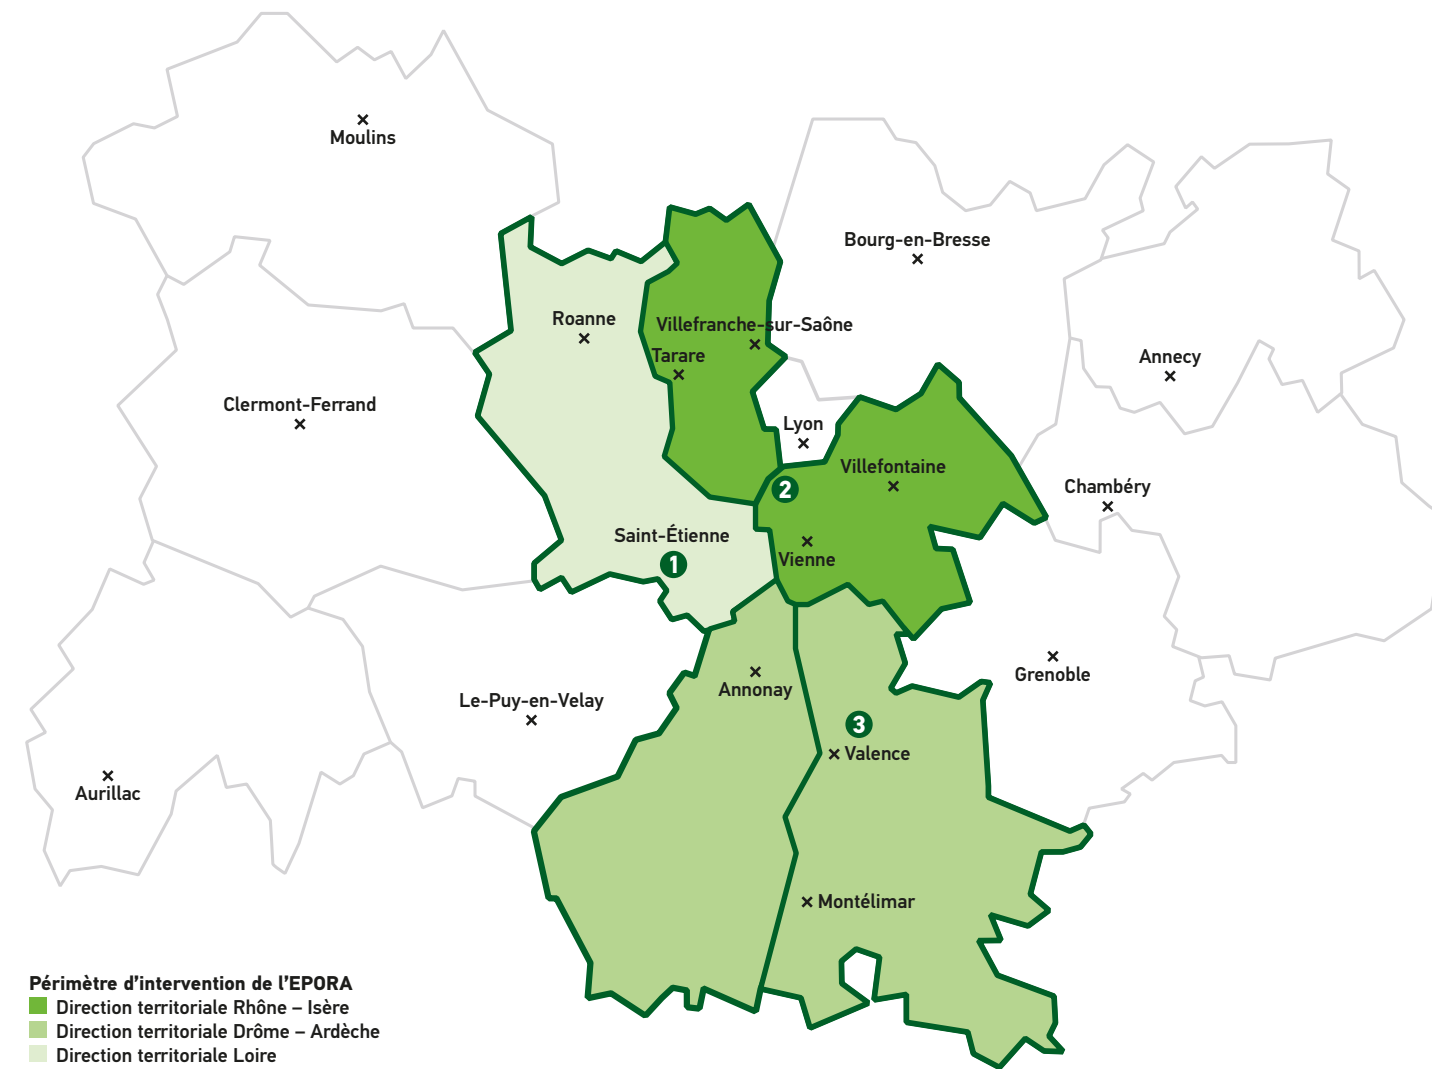 Moulins
Bourg-en-Bresse
Roanne
Villefranche-sur-Saône
Tarare
Annecy
Clermont-Ferrand
Lyon
Villefontaine
Chambéry
2
Saint-Étienne
1
Vienne
Annonay
Grenoble
Le-Puy-en-Velay
3
Valence
Aurillac
Montélimar
Périmètre d’intervention de l’EPORA
Direction territoriale Rhône – Isère
Direction territoriale Drôme – Ardèche
Direction territoriale Loire